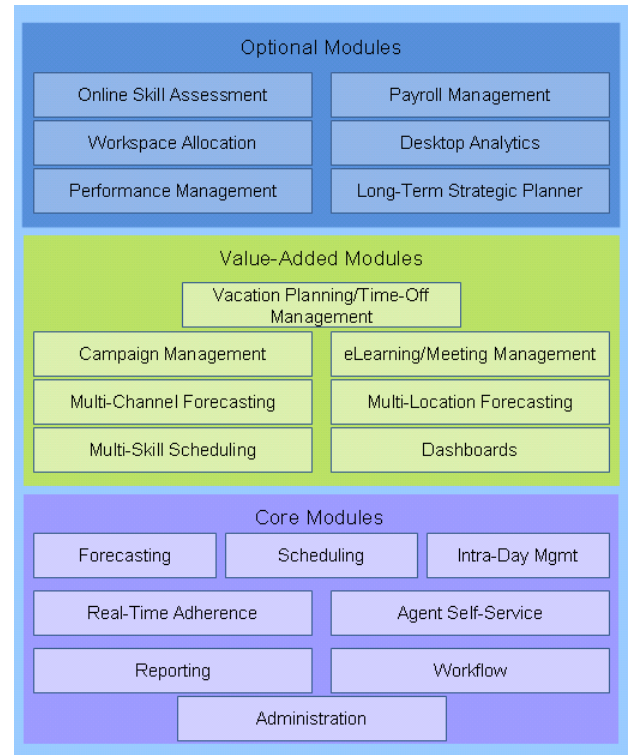 Optional Modules
Online Skill Assessment
Payroll Management
Workspace Allocation
Desktop Analytics
Performance Management
Long-Term Strategic Planner
Value-Added Modules
Vacation Planning/Time-Off
Management
Campaign Management
eLearning/Meeting Management
Multi-Channel Forecasting
Multi-Location Forecasting
Multi-Skill Scheduling
Dashboards
Core Modules
Forecasting
Scheduling
Intra-Day Mgmt
Real-Time Adherence
Agent Self-Service
Reporting
Workflow
Administration